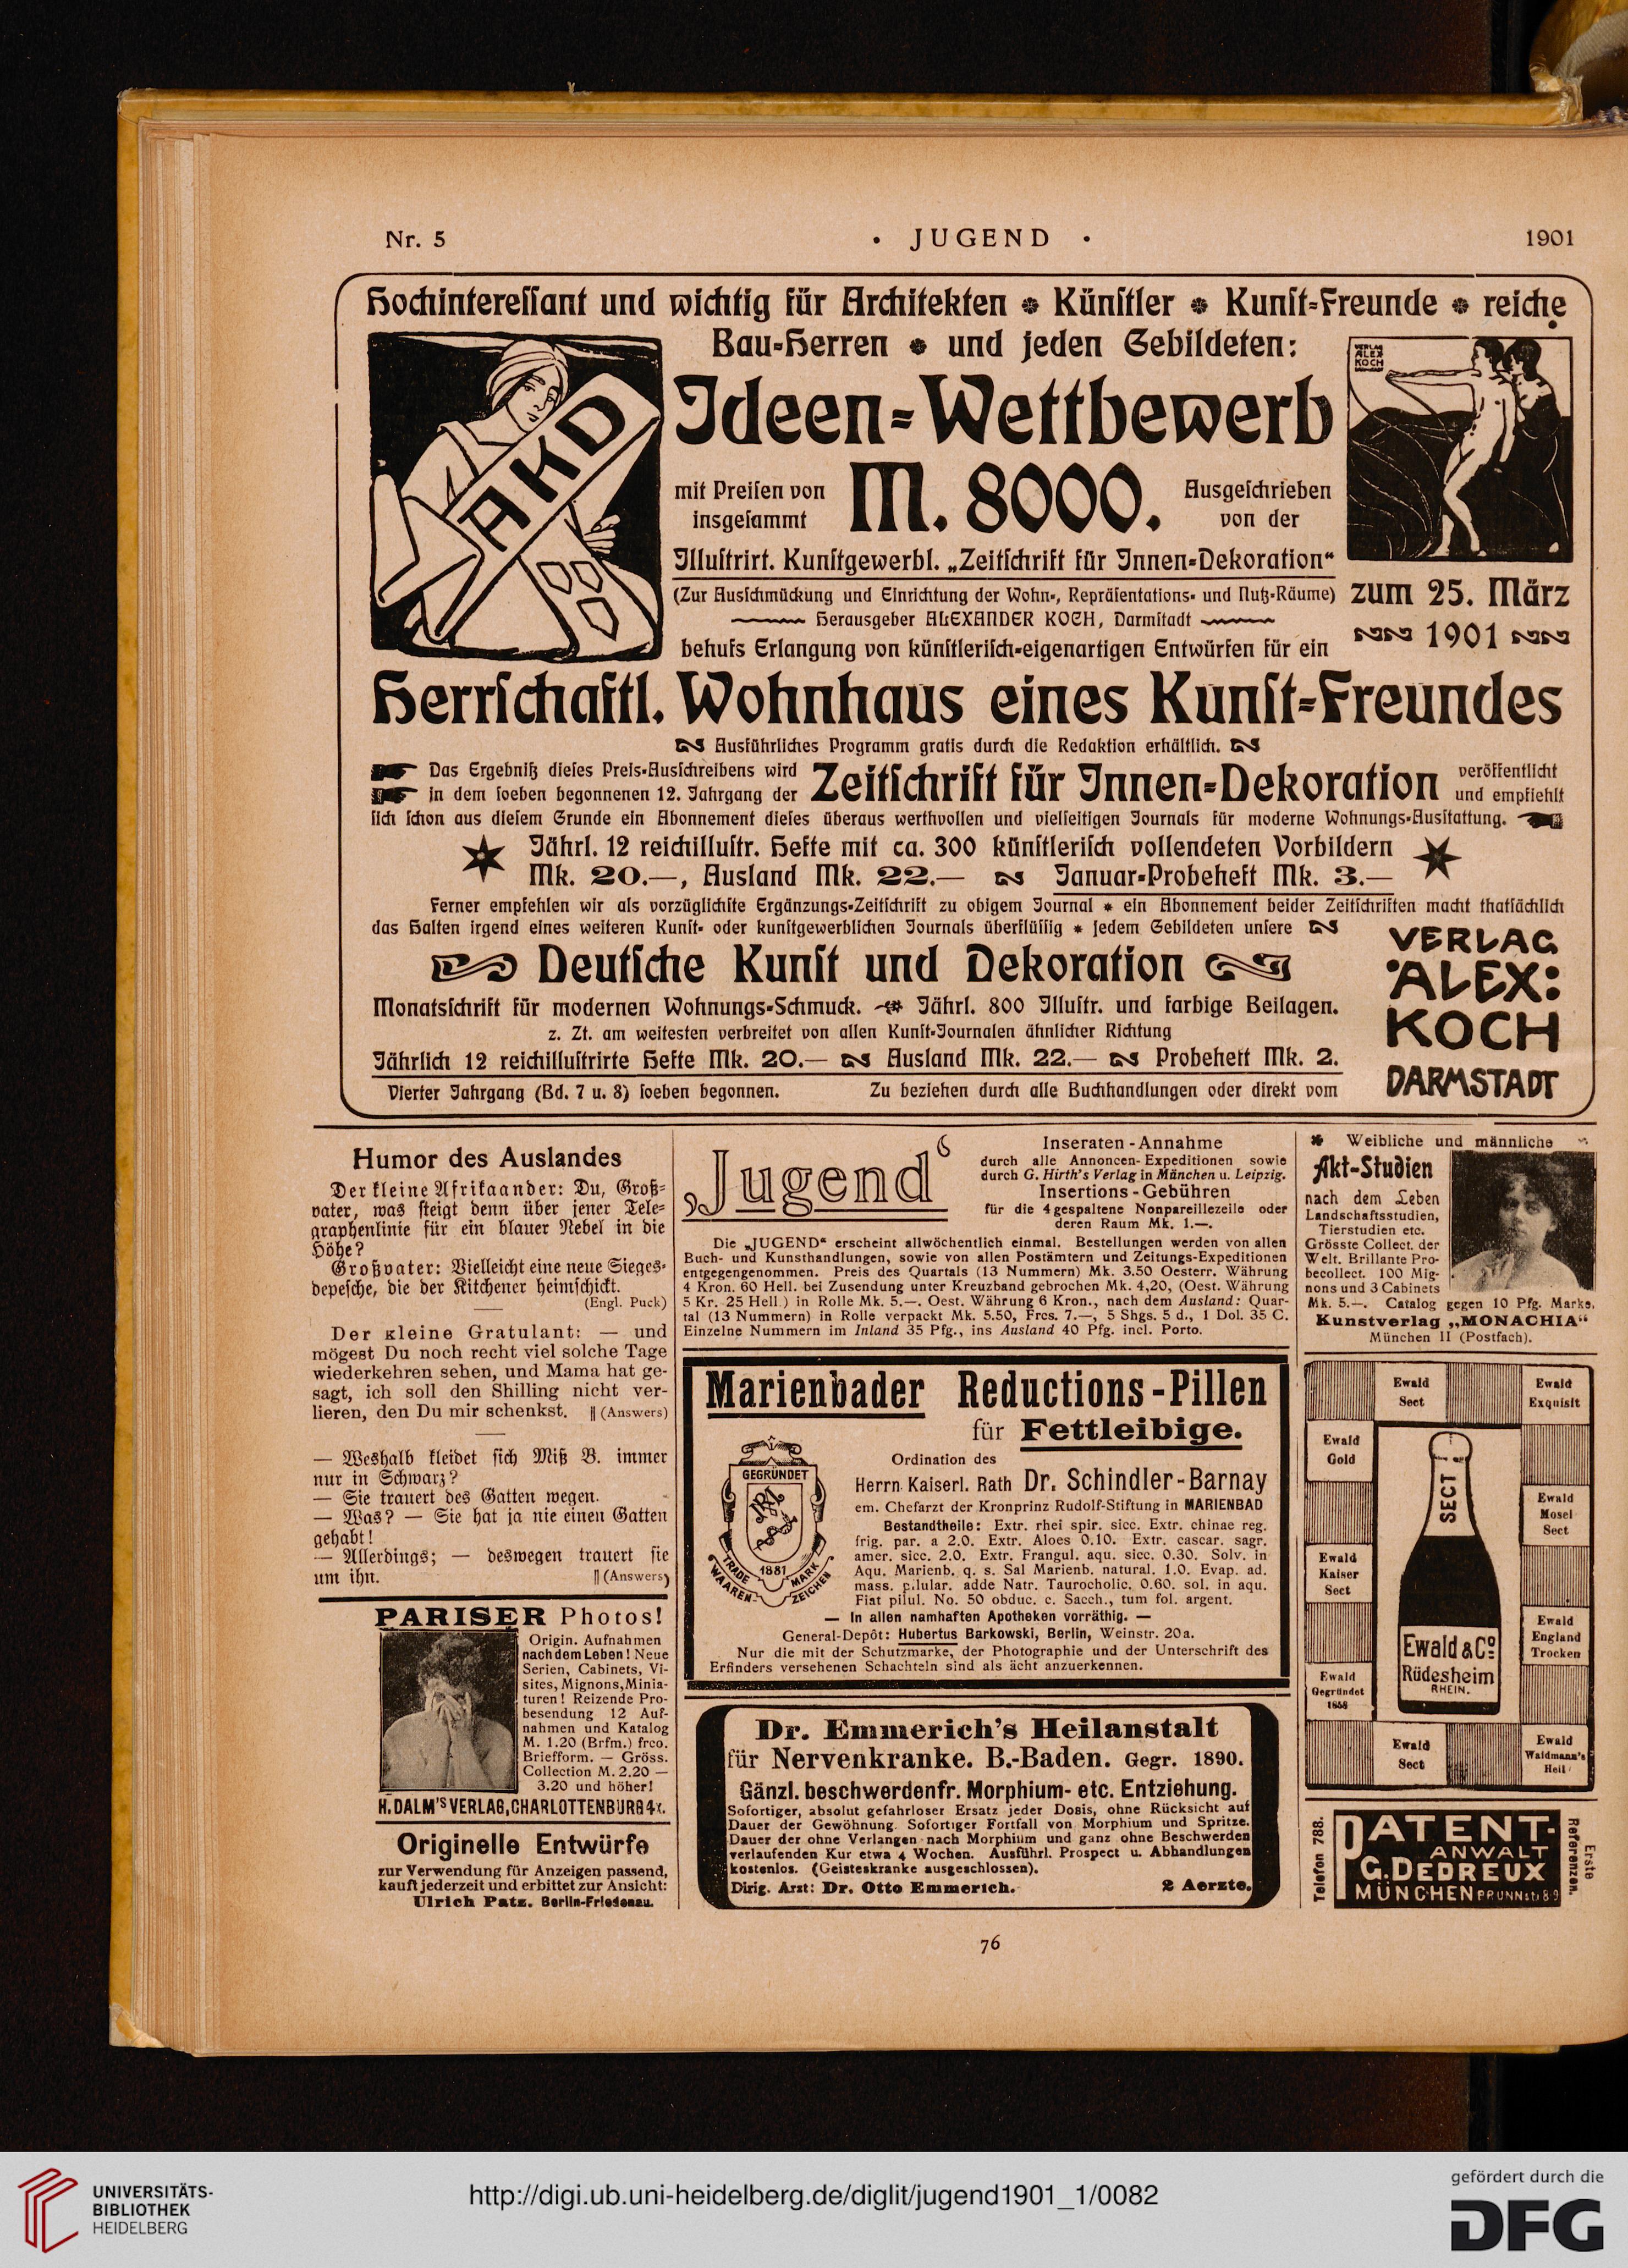 Nr. 5
• JUGEND •
1901
Hochinteressant und wichtig für Architekten ❉ Künstler ❉ Kunst=Freunde ❉ reiche
Bau=Herren ❉ und jeden Gebildeten:
AKD
VERLAG
ALEX
KOCH
Ideen=Wettbewerb
mit Preisen von
insgesammt
M. 8000.
Ausgeschrieben
von der
Illustrirt. Kunstgewerbl. „Zeitschrift für Innen=Dekoration“
(Zur Ausschmückung und Einrichtung der Wohn=, Repräsentations= und Nutz=Räume)
Herausgeber ALEXANDER KOCH, Darmstadt
behufs Erlangung von künstlerisch=eigenartigen Entwürfen für ein
zum 25. März
1901
Herrschaftl. Wohnhaus eines Kunst=Freundes
Ausführliches Programm gratis durch die Redaktion erhältlich.
Das Ergebniß dieses Preis=Ausschreibens wird
in dem soeben begonnenen 12. Jahrgang der
Zeitschrift für Innen=Dekoration
veröffentlicht
und empfiehlt
sich schon aus diesem Grunde ein Abonnement dieses überaus werthvollen und vielseitigen Journals für moderne Wohnungs=Ausstattung.
Jährl. 12 reichillustr. Hefte mit ca. 300 künstlerisch vollendeten Vorbildern
Mk. 20.—, Ausland Mk. 22.— Januar=Probeheft Mk. 3.—
Ferner empfehlen wir als vorzüglichste Ergänzungs=Zeitschrift zu obigem Journal * ein Abonnement beider Zeitschriften macht thatsächlich
das Halten irgend eines weiteren Kunst= oder kunstgewerblichen Journals überflüssig * jedem Gebildeten unsere
Deutsche Kunst und Dekoration
Monatsschrift für modernen Wohnungs=Schmuck. Jährl. 800 Illustr. und farbige Beilagen.
z. Zt. am weitesten verbreitet von allen Kunst=Journalen ähnlicher Richtung
Jährlich 12 reichillustrirte Hefte Mk. 20.— Ausland Mk. 22.— Probeheft Mk. 2.
Vierter Jahrgang (Bd. 7 u. 8) soeben begonnen. Zu beziehen durch alle Buchhandlungen oder direkt vom
VERLAG
ALEX:
KOCH
DARMSTADT
Humor des Auslandes
Der kleine Afrikaander: Du, Groß=
vater, was steigt denn über jener Tele=
graphenlinie für ein blauer Nebel in die
Höhe?
Großvater: Vielleicht eine neue Sieges=
depesche, die der Kitchener heimschickt.
(Engl. Puck)
Der kleine Gratulant: — und
mögest Du noch recht viel solche Tage
wiederkehren sehen, und Mama hat ge-
sagt, ich soll den Shilling nicht ver-
lieren, den Du mir schenkst. || (Answers)
— Weshalb kleidet sich Miß B. immer
nur in Schwarz?
— Sie trauert des Gatten wegen.
— Was? — Sie hat ja nie einen Gatten
gehabt!
— Allerdings; — deswegen trauert sie
um ihn. || (Answers)
PARISER Photos!
Origin. Aufnahmen
nach dem Leben! Neue
Serien, Cabinets, Vi-
sites, Mignons, Minia-
turen! Reizende Pro-
besendung 12 Auf-
nahmen und Katalog
M. 1.20 (Brfm.) frco.
Briefform. — Gröss.
Collection M. 2.20 —
3.20 und höher!
H. DALM'S VERLAG, CHARLOTTENBURG 4
Originelle Entwürfe
zur Verwendung für Anzeigen passend,
kauft jederzeit und erbittet zur Ansicht:
Ulrich Patz. Berlin-Friedenau.
‚Jugend‘
Inseraten-Annahme
durch alle Annoncen-Expeditionen sowie
durch G. Hirth's Verlag in München u. Leipzig.
Insertions-Gebühren
für die 4 gespaltene Nonpareillezeile oder
deren Raum Mk. 1.—.
Die „JUGEND“ erscheint allwöchentlich einmal. Bestellungen werden von allen
Buch- und Kunsthandlungen, sowie von allen Postämtern und Zeitungs-Expeditionen
entgegengenommen. Preis des Quartals (13 Nummern) Mk. 3.50 Oesterr. Währung
4 Kron. 60 Hell. bei Zusendung unter Kreuzband gebrochen Mk. 4,20, (Oest. Währung
5 Kr. 25 Hell.) in Rolle Mk. 5.—. Oest. Währung 6 Kron., nach dem Ausland: Quar-
tal (13 Nummern) in Rolle verpackt Mk. 5.50, Frcs. 7.—, 5 Shgs. 5 d., 1 Dol. 35 C.
Einzelne Nummern im Inland 35 Pfg., ins Ausland 40 Pfg. incl. Porto.
Marienbader Reductions-Pillen
für Fettleibige.
GEGRÜNDET
1881
TRADE MARK
WAAREN-ZEICHEN
Ordination des
Herrn Kaiserl. Rath Dr. Schindler-Barnay
em. Chefarzt der Kronprinz Rudolf-Stiftung in MARIENBAD
Bestandtheile: Extr. rhei spir. sicc. Extr. chinae reg.
frig. par. a 2.0. Extr. Aloes 0.10. Extr. cascar. sagr.
amer. sicc. 2.0. Extr. Frangul. aqu. sicc. 0.30. Solv. in
Aqu. Marienb. q. s. Sal Marienb. natural. 1.0. Evap. ad.
mass. pilular. adde Natr. Taurocholic. 0.60. sol. in aqu.
Fiat pilul. No. 50 obduc. c. Sacch., tum fol. argent.
— In allen namhaften Apotheken vorräthig. —
General-Depôt: Hubertus Barkowski, Berlin, Weinstr. 20a.
Nur die mit der Schutzmarke, der Photographie und der Unterschrift des
Erfinders versehenen Schachteln sind als ächt anzuerkennen.
Dr. Emmerich's Heilanstalt
für Nervenkranke. B.-Baden. Gegr. 1890.
Gänzl. beschwerdenfr. Morphium- etc. Entziehung.
Sofortiger, absolut gefahrloser Ersatz jeder Dosis, ohne Rücksicht auf
Dauer der Gewöhnung. Sofortiger Fortfall von Morphium und Spritze.
Dauer der ohne Verlangen nach Morphium und ganz ohne Beschwerden
verlaufenden Kur etwa 4 Wochen. Ausführl. Prospect u. Abhandlungen
kostenlos. (Geisteskranke ausgeschlossen).
Dirig. Arzt: Dr. Otto Emmerich. 2 Aerzte.
Weibliche und männliche
Akt-Studien
nach dem Leben
Landschaftsstudien,
Tierstudien etc.
Grösste Collect. der
Welt. Brillante Pro-
becollect. 100 Mig-
nons und 3 Cabinets
Mk. 5.—. Catalog gegen 10 Pfg. Marke.
Kunstverlag „MONACHIA“
München II (Postfach).
Ewald
Sect
Ewald
Exquisit
Ewald
Gold
Ewald
Mosel
Sect
Ewald
Kaiser
Sect
Ewald
England
Trocken
Ewald
Gegründet
1858
Ewald
Sect
Ewald
Waldmann's
Heil
SECT
Ewald & Co
Rüdesheim
RHEIN.
Telefon 788.
PATENT-
ANWALT
G. DEDREUX
MÜNCHEN BRUNNstr 8-9
Erste
Referenzen.
76
UNIVERSITÄTS-
BIBLIOTHEK
HEIDELBERG
http://digi.ub.uni-heidelberg.de/diglit/jugend1901_1/0082
gefördert durch die
DFG